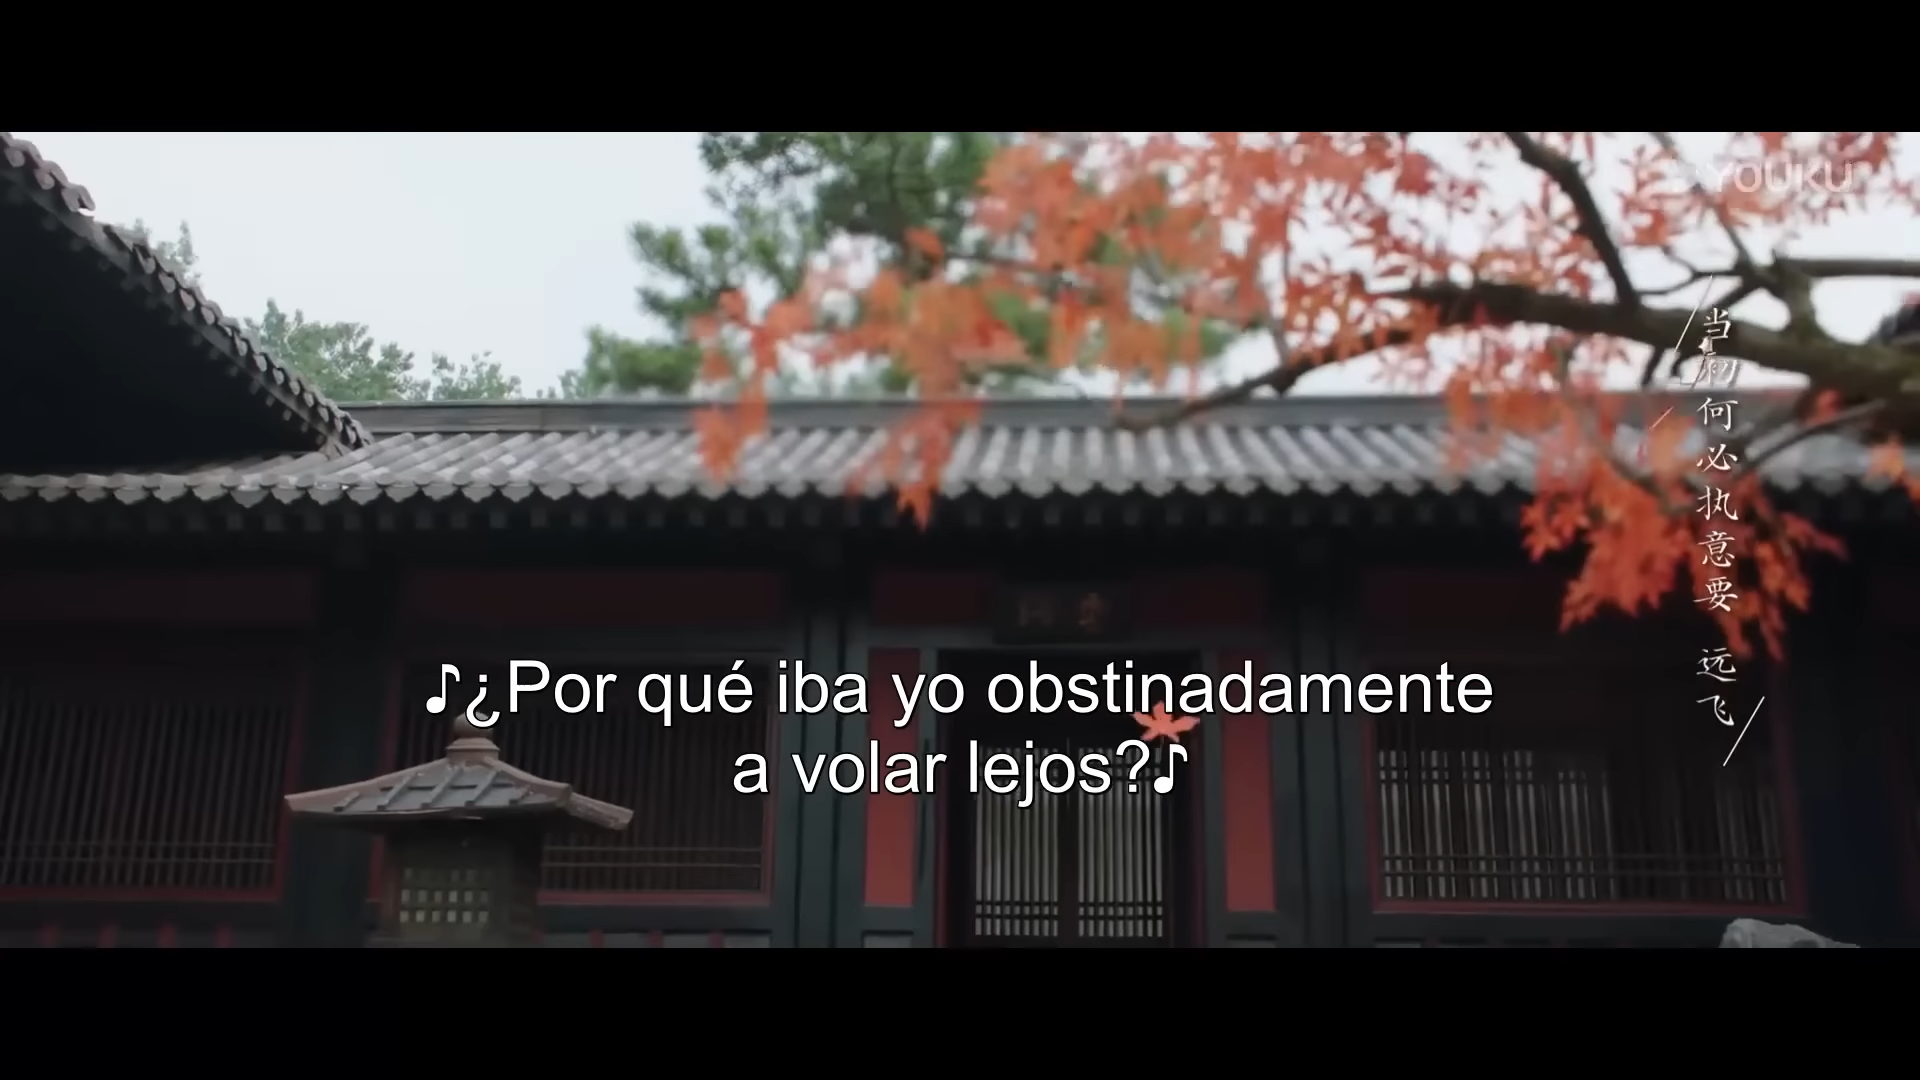 YOUKU
当初何必执意要 远飞
♪¿Por qué iba yo obstinadamente
a volar lejos?♪